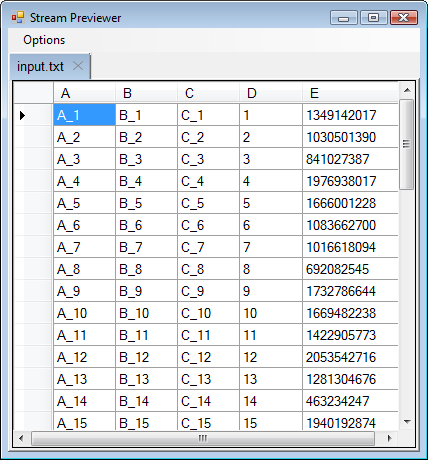 Stream Previewer
Options
input.txt
A B C D E
A_1 B_1 C_1 1 1349142017
A_2 B_2 C_2 2 1030501390
A_3 B_3 C_3 3 841027387
A_4 B_4 C_4 4 1976938017
A_5 B_5 C_5 5 1666001228
A_6 B_6 C_6 6 1083662700
A_7 B_7 C_7 7 1016618094
A_8 B_8 C_8 8 692082545
A_9 B_9 C_9 9 1732786644
A_10 B_10 C_10 10 1669482238
A_11 B_11 C_11 11 1422905773
A_12 B_12 C_12 12 2053542716
A_13 B_13 C_13 13 1281304676
A_14 B_14 C_14 14 463234247
A_15 B_15 C_15 15 1940192874